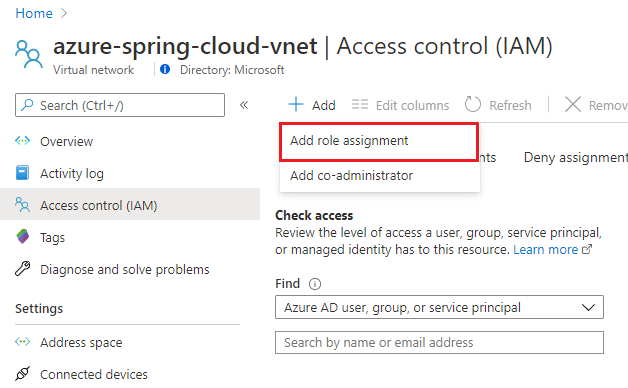 Home >
azure-spring-cloud-vnet | Access control (IAM)
Virtual network | Directory: Microsoft
Search (Ctrl+/) «
+ Add Edit columns Refresh | Remov
Add role assignment
nts Deny assignment
Add co-administrator
Overview
Activity log
Access control (IAM)
Tags
Diagnose and solve problems
Settings
Address space
Connected devices
Check access
Review the level of access a user, group, service principal,
or managed identity has to this resource. Learn more
Find
Azure AD user, group, or service principal
Search by name or email address